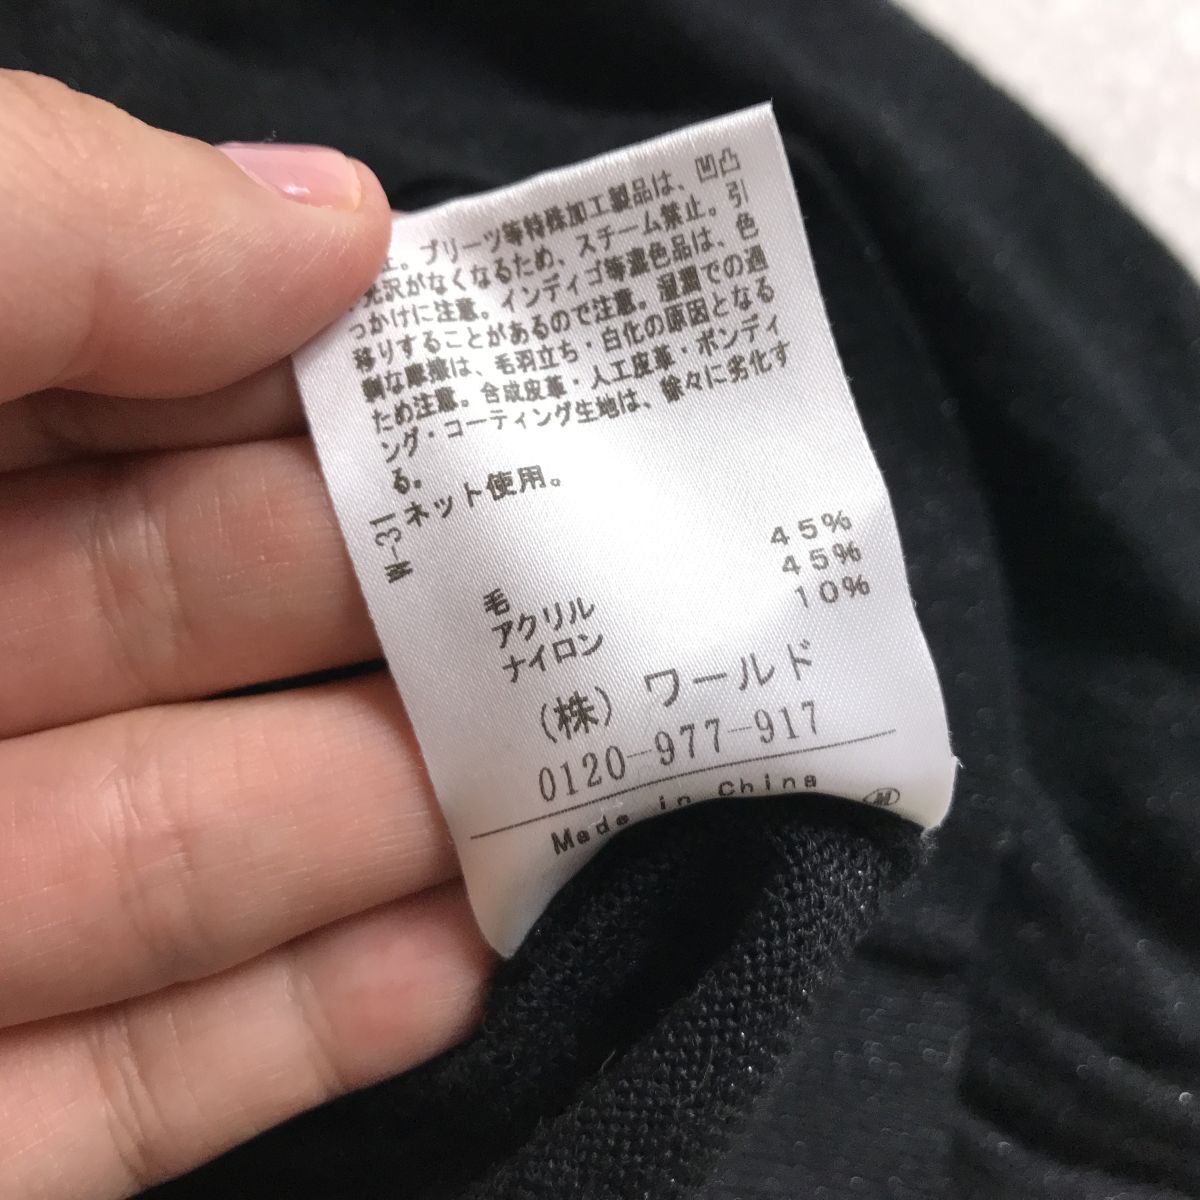 止。プリーツ等特殊加工製品は、凹凸
・光沢がなくなるため、スチーム禁止。引
っかけに注意。インディゴ等濃色品は、色
移りすることがあるので注意。湿潤での過
剰な摩擦は、毛羽立ち・白化の原因となる
ため注意。合成皮革・人工皮革・ボンディ
ング・コーティング生地は、徐々に劣化す
る。
W-31 ネット使用。
毛 45%
アクリル 45%
ナイロン 10%
(株) ワールド
0120-977-917
Made in China
M